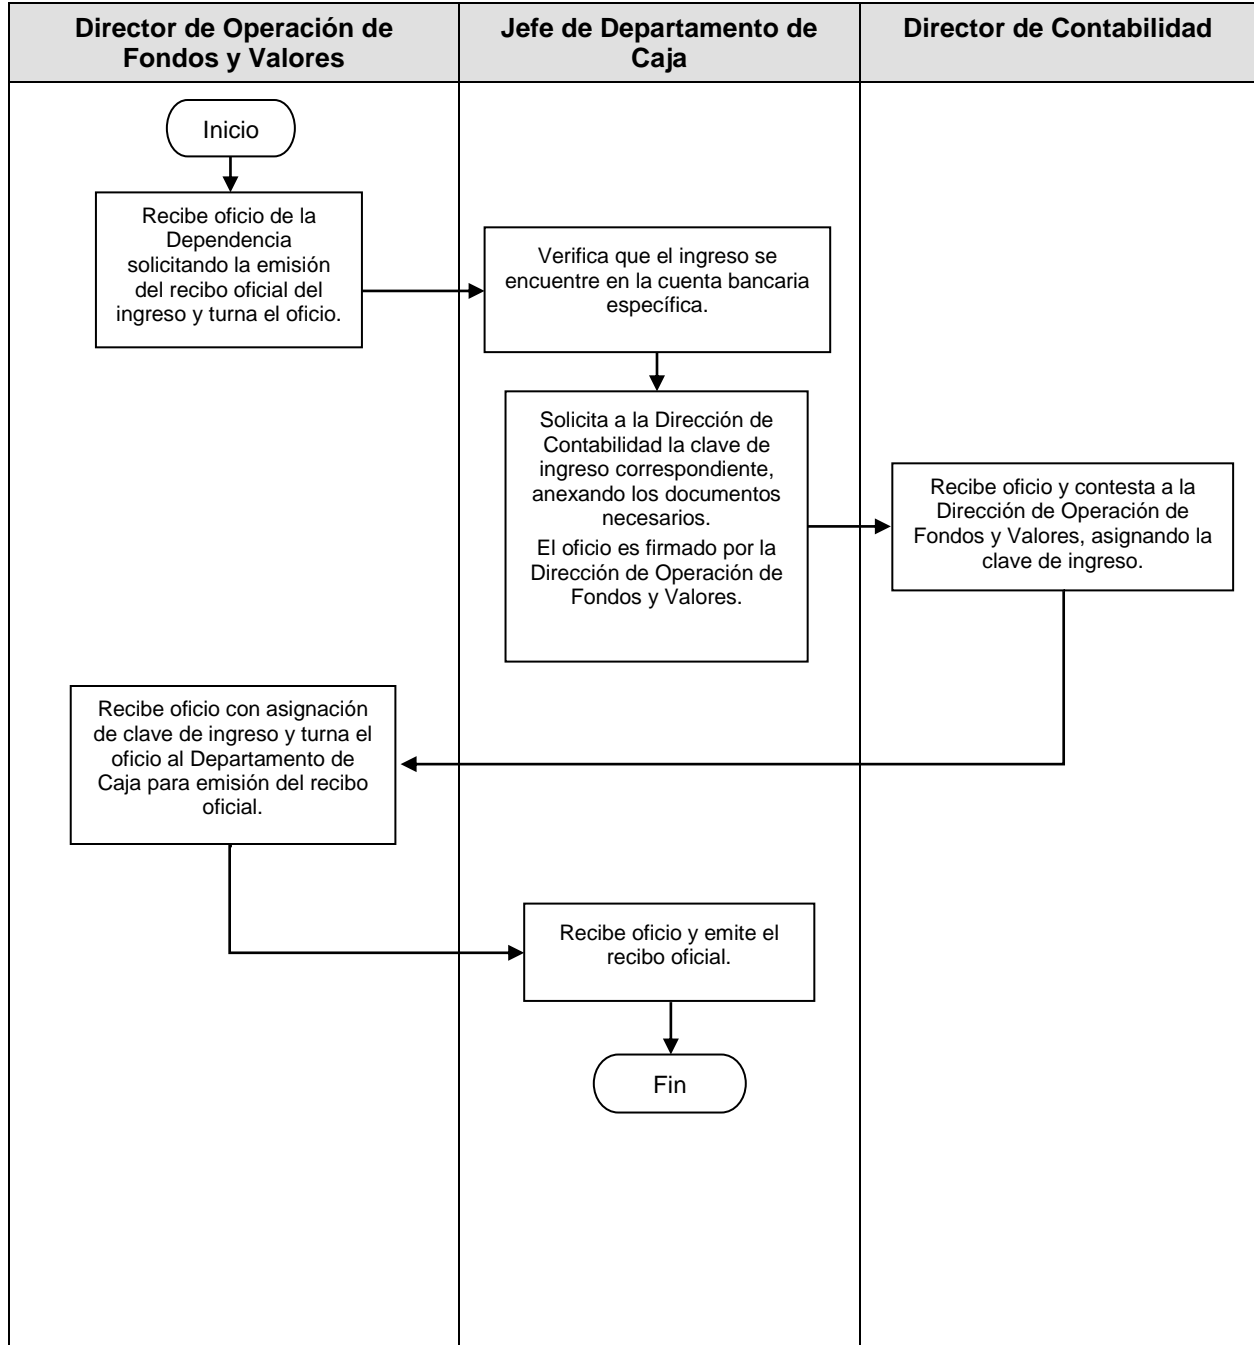 Director de Operación de
Fondos y Valores
Jefe de Departamento de
Caja
Director de Contabilidad
Inicio
Recibe oficio de la
Dependencia
solicitando la emisión
del recibo oficial del
ingreso y turna el oficio.
Verifica que el ingreso se
encuentre en la cuenta bancaria
específica.
Solicita a la Dirección de
Contabilidad la clave de
ingreso correspondiente,
anexando los documentos
necesarios.
El oficio es firmado por la
Dirección de Operación de
Fondos y Valores.
Recibe oficio y contesta a la
Dirección de Operación de
Fondos y Valores, asignando la
clave de ingreso.
Recibe oficio con asignación
de clave de ingreso y turna el
oficio al Departamento de
Caja para emisión del recibo
oficial.
Recibe oficio y emite el
recibo oficial.
Fin